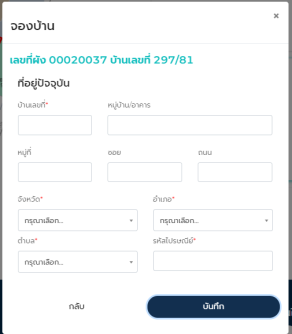 ×
จองบ้าน
เลขที่ผัง 00020037 บ้านเลขที่ 297/81
ที่อยู่ปัจจุบัน
บ้านเลขที่* หมู่บ้าน/อาคาร
หมู่ที่ ซอย ถนน
จังหวัด* อำเภอ*
กรุณาเลือก... กรุณาเลือก...
ตำบล* รหัสไปรษณีย์*
กรุณาเลือก...
กลับ บันทึก